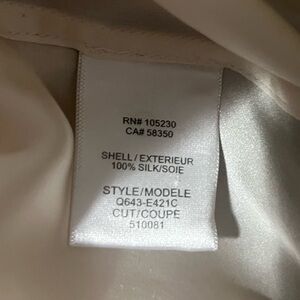 RN# 105230
CA# 58350
SHELL/EXTERIEUR
100% SILK/SOIE
STYLE/MODELE
Q643-E421C
CUT/COUPE
510081